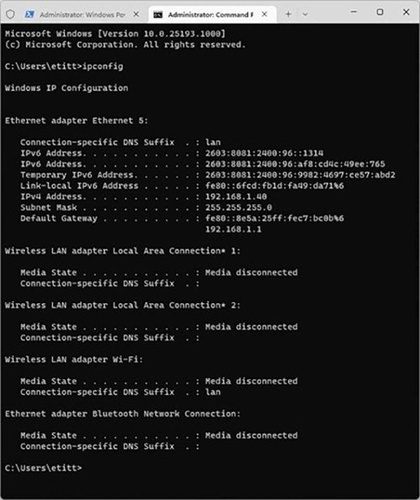 Administrator: Windows Pow
Administrator: Command P
Microsoft Windows [Version 10.0.25193.1000]
(c) Microsoft Corporation. All rights reserved.
C:\Users\etitt>ipconfig
Windows IP Configuration
Ethernet adapter Ethernet 5:
Connection-specific DNS Suffix . : lan
IPv6 Address. . . . . . . . . . . : 2603:8081:2400:96::1314
IPv6 Address. . . . . . . . . . . : 2603:8081:2400:96:af8:cd4c:49ee:765
Temporary IPv6 Address. . . . . . : 2603:8081:2400:96:9982:4697:ce57:abd2
Link-local IPv6 Address . . . . . : fe80::6fcd:fb1d:fa49:da71%6
IPv4 Address. . . . . . . . . . . : 192.168.1.40
Subnet Mask . . . . . . . . . . . : 255.255.255.0
Default Gateway . . . . . . . . . : fe80::8e5a:25ff:fec7:bc0b%6
192.168.1.1
Wireless LAN adapter Local Area Connection* 1:
Media State . . . . . . . . . . . : Media disconnected
Connection-specific DNS Suffix . :
Wireless LAN adapter Local Area Connection* 2:
Media State . . . . . . . . . . . : Media disconnected
Connection-specific DNS Suffix . :
Wireless LAN adapter Wi-Fi:
Media State . . . . . . . . . . . : Media disconnected
Connection-specific DNS Suffix . : lan
Ethernet adapter Bluetooth Network Connection:
Media State . . . . . . . . . . . : Media disconnected
Connection-specific DNS Suffix . :
C:\Users\etitt>